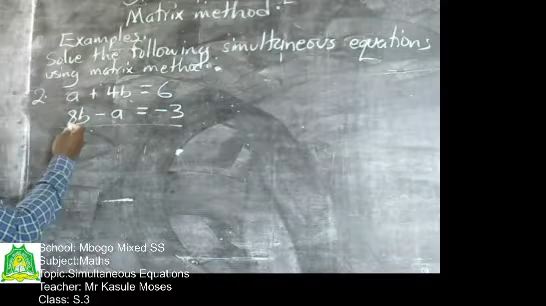 Matrix method.
Examples.
Solve the following simultaneous equations
using matrix method:
2. a + 4b = 6
8b - a = -3
School: Mbogo Mixed SS
Subject:Maths
Topic:Simultaneous Equations
Teacher: Mr Kasule Moses
Class: S.3